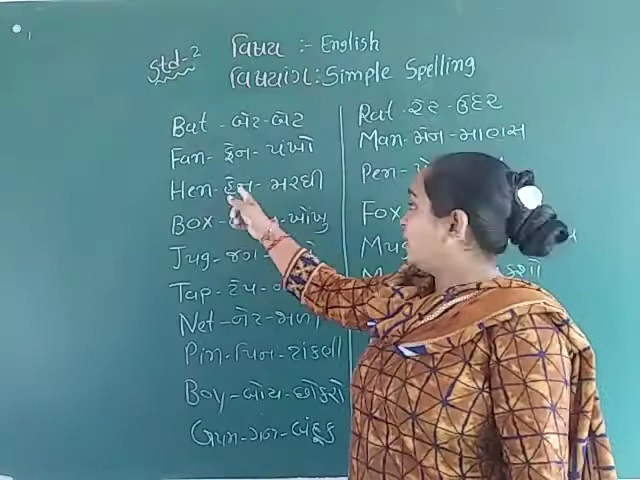 Std-2 વિષય :- English
વિષયાંગ: Simple Spelling
Bat - બેટ - બેટ
Fan - ફેન - પંખો
Hen - હેન - મરઘી
Box - ખોખુ
Jug - જગ
Tap - ટેપ
Net - નેટ - જાળી
Pin - પિન - ટાંકણી
Boy - બોય - છોકરો
Gun - ગન - બંદૂક
Rat - રેટ - ઉંદર
Man - મેન - માણસ
Pen -
Fox
Mug